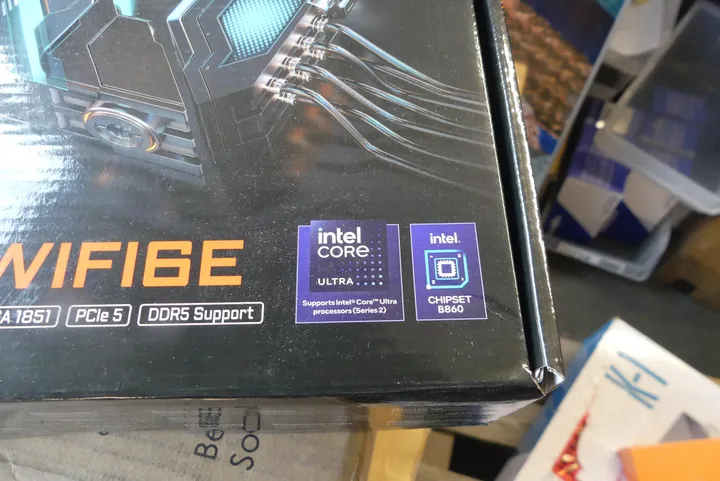 WIFI6E
A 1851
PCIe 5
DDR5 Support
intel
CORE
ULTRA
Supports Intel® Core™ Ultra
processors (Series 2)
intel.
CHIPSET
B860
X-1